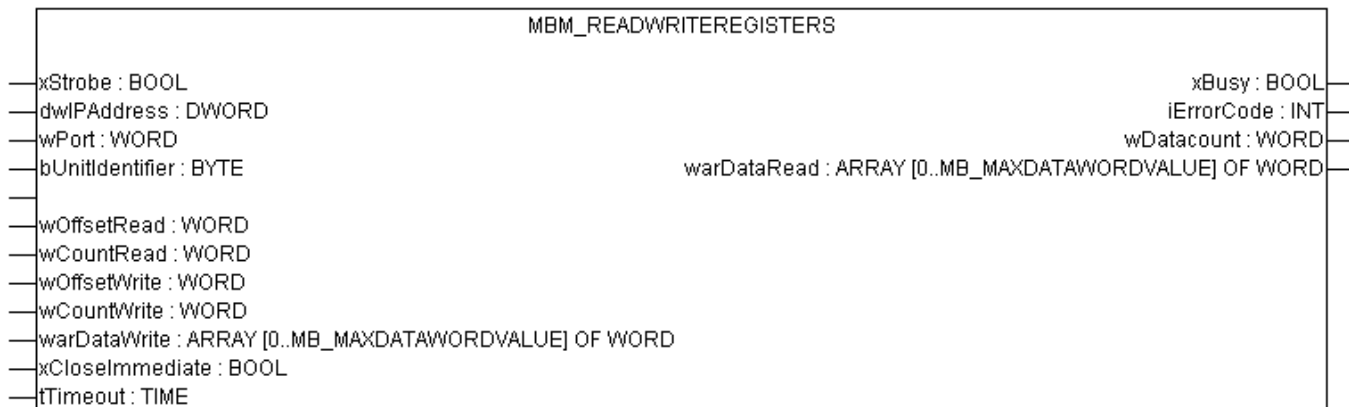 MBM_READWRITEREGISTERS
xStrobe : BOOL
xBusy : BOOL
dwIPAddress : DWORD
iErrorCode : INT
wPort : WORD
wDatacount : WORD
bUnitIdentifier : BYTE
warDataRead : ARRAY [0..MB_MAXDATAWORDVALUE] OF WORD
wOffsetRead : WORD
wCountRead : WORD
wOffsetWrite : WORD
wCountWrite : WORD
warDataWrite : ARRAY [0..MB_MAXDATAWORDVALUE] OF WORD
xCloseImmediate : BOOL
tTimeout : TIME